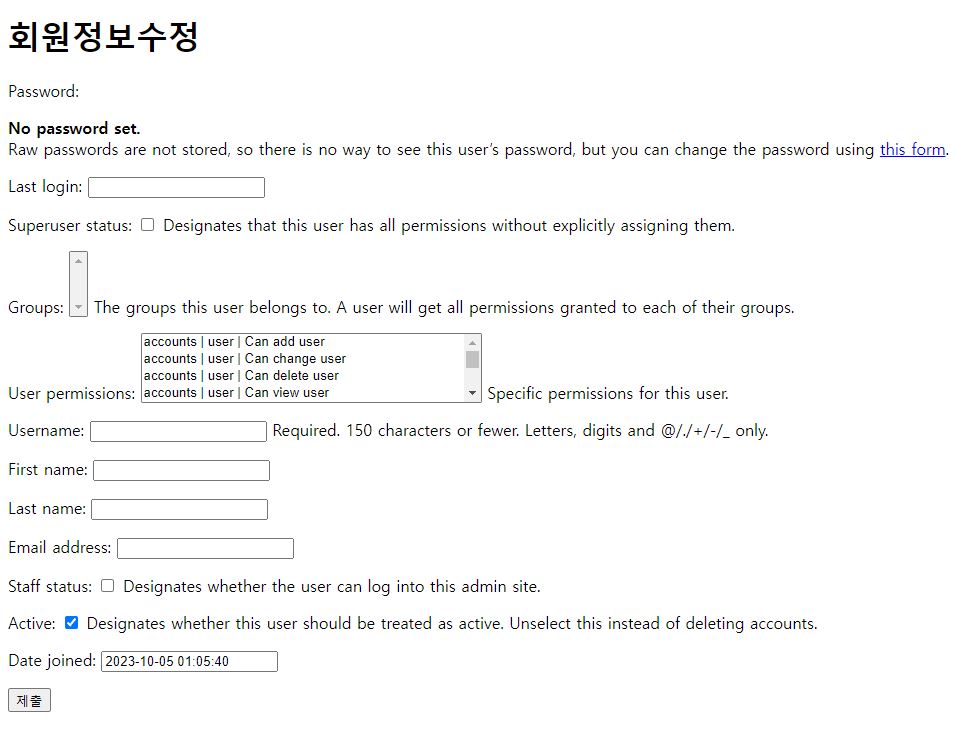 회원정보수정
Password:
No password set.
Raw passwords are not stored, so there is no way to see this user’s password, but you can change the password using this form.
Last login:
Superuser status: Designates that this user has all permissions without explicitly assigning them.
Groups: The groups this user belongs to. A user will get all permissions granted to each of their groups.
accounts | user | Can add user
accounts | user | Can change user
accounts | user | Can delete user
accounts | user | Can view user
User permissions: Specific permissions for this user.
Username: Required. 150 characters or fewer. Letters, digits and @/./+/-/_ only.
First name:
Last name:
Email address:
Staff status: Designates whether the user can log into this admin site.
Active: Designates whether this user should be treated as active. Unselect this instead of deleting accounts.
Date joined: 2023-10-05 01:05:40
제출